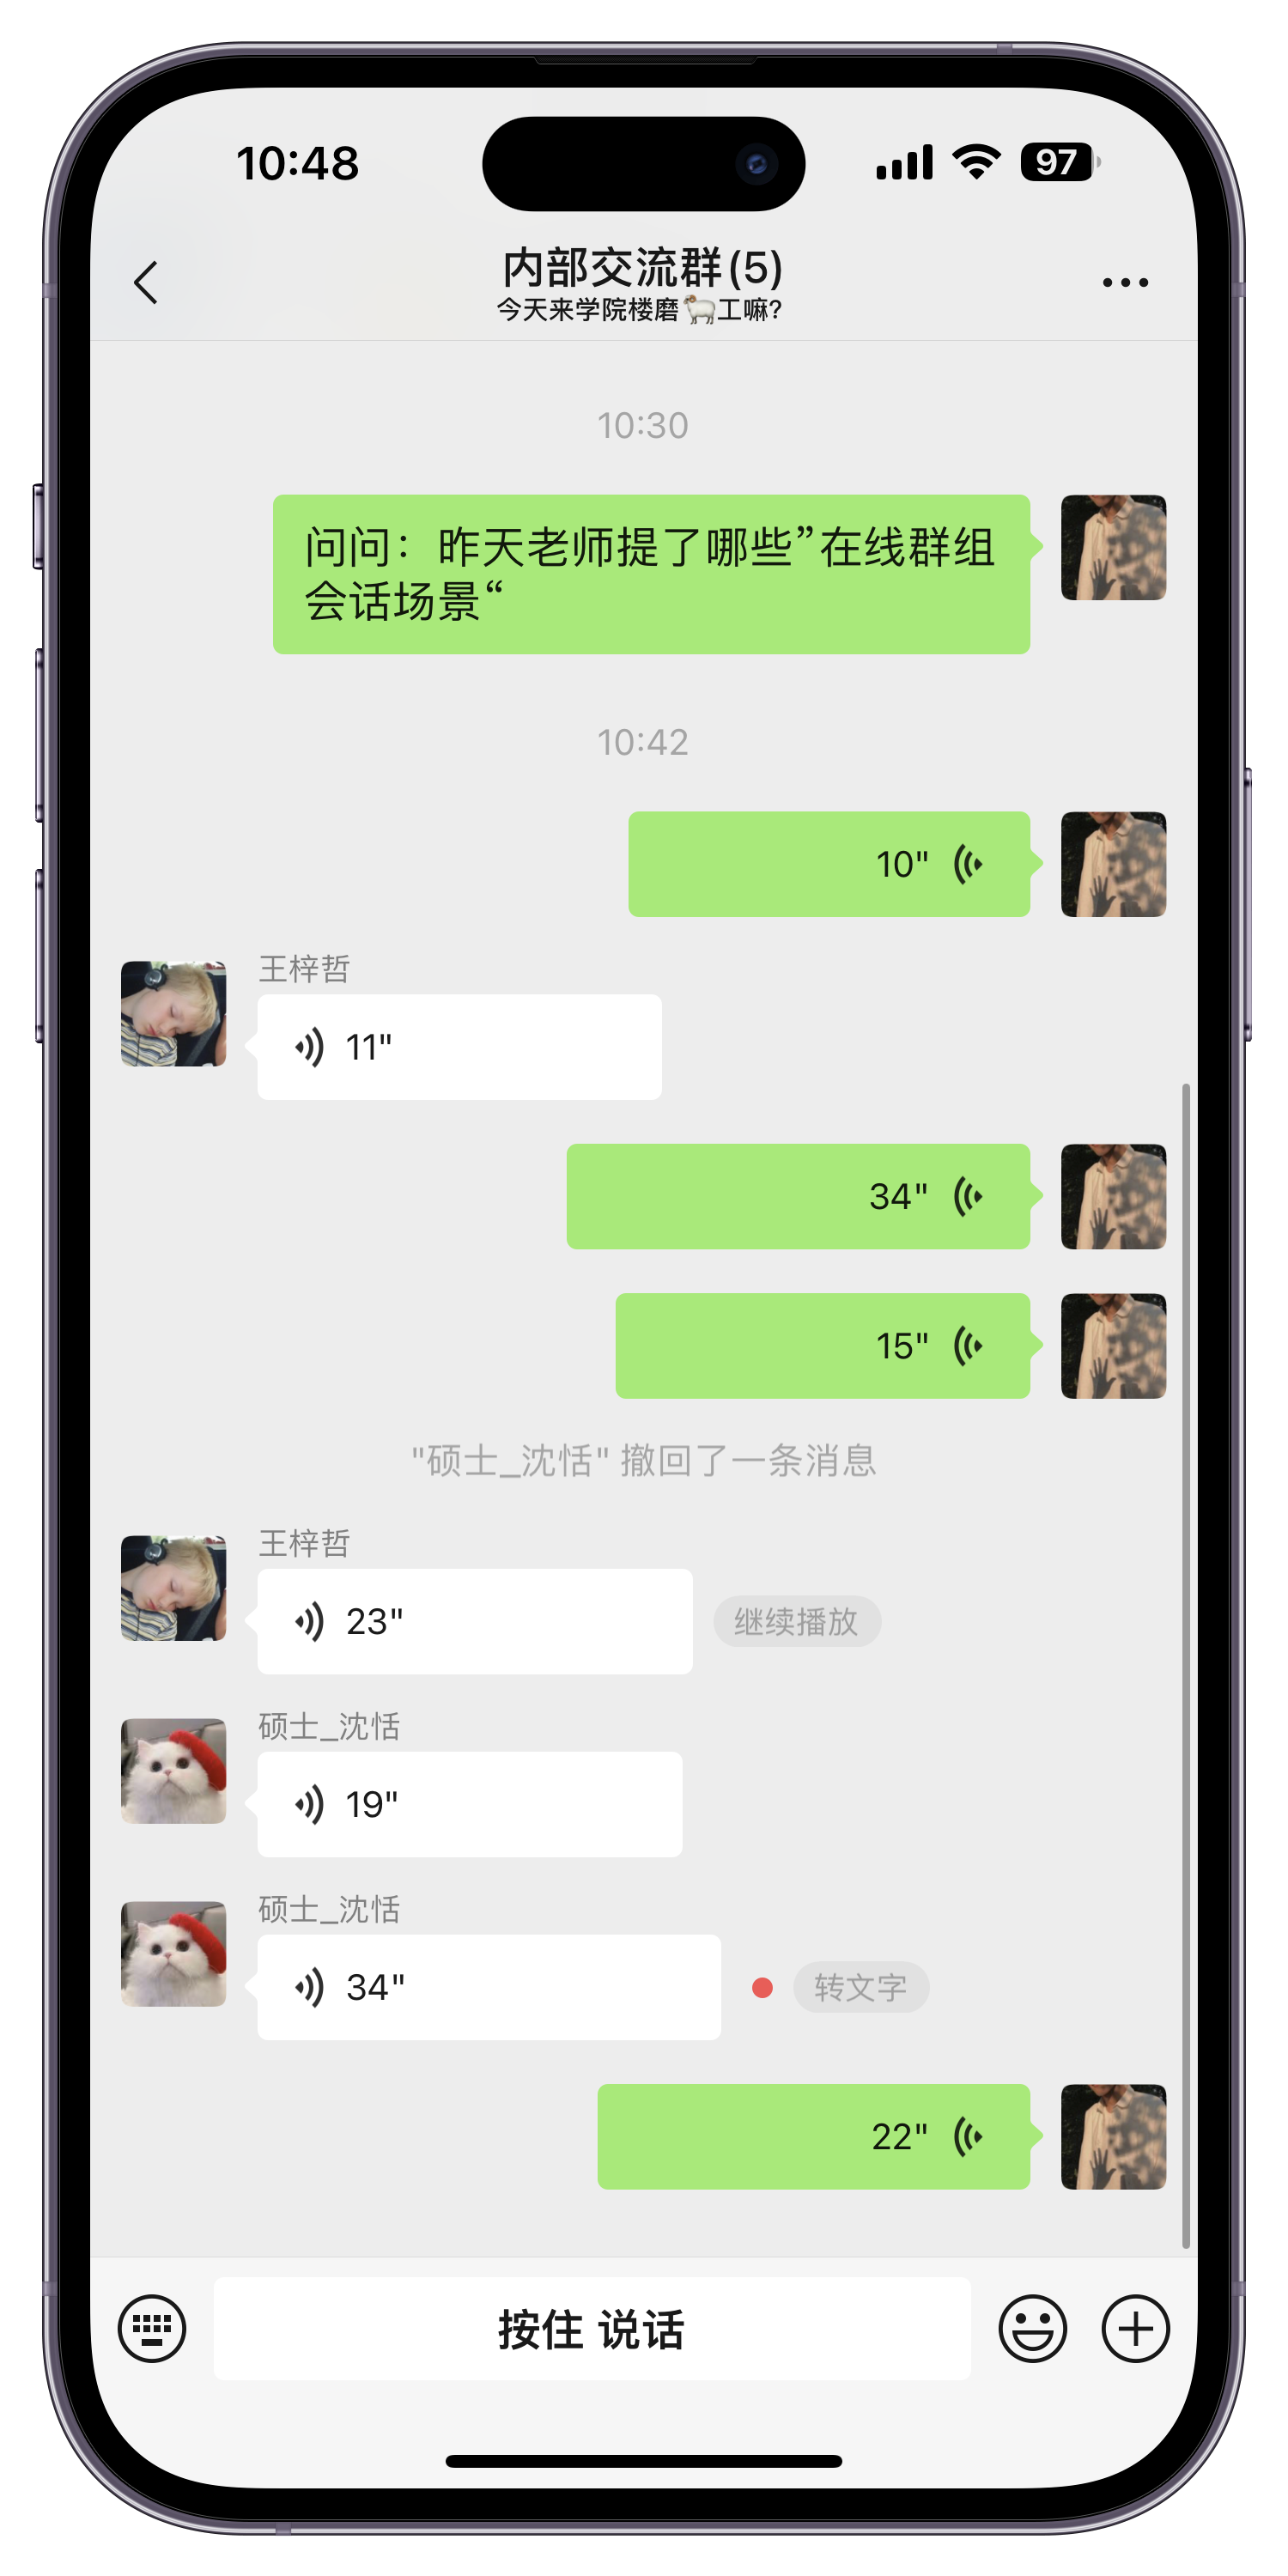 10:48
97
内部交流群(5)
今天来学院楼磨🐏工嘛?
10:30
问问：昨天老师提了哪些”在线群组
会话场景“
10:42
10"
王梓哲
11"
34"
15"
"硕士_沈恬" 撤回了一条消息
王梓哲
23" 继续播放
硕士_沈恬
19"
硕士_沈恬
34" 转文字
22"
按住 说话